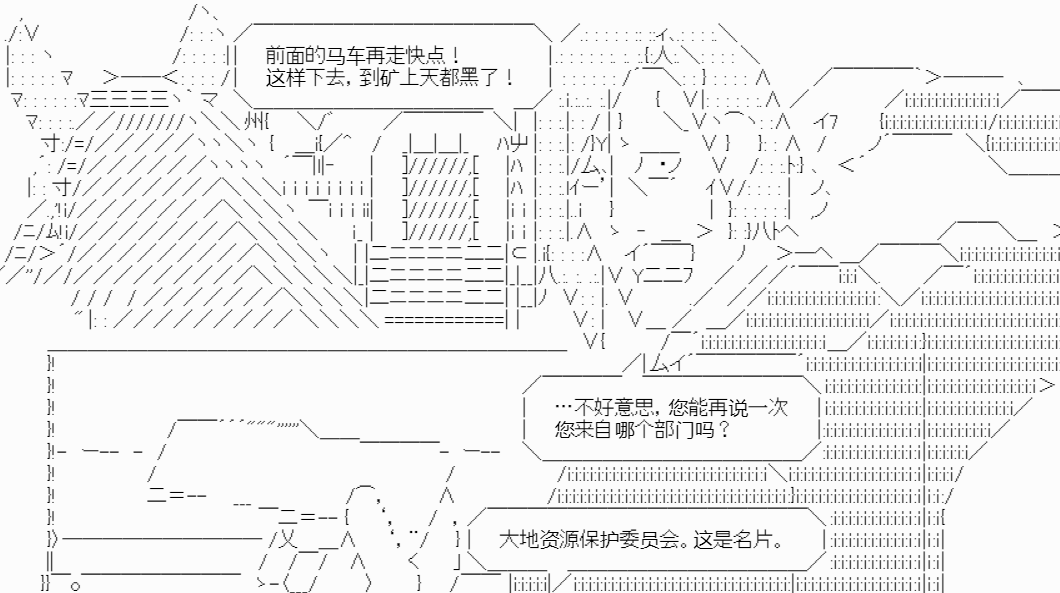 前面的马车再走快点！
这样下去，到矿上天都黑了！
…不好意思，您能再说一次
您来自哪个部门吗？
大地资源保护委员会。这是名片。